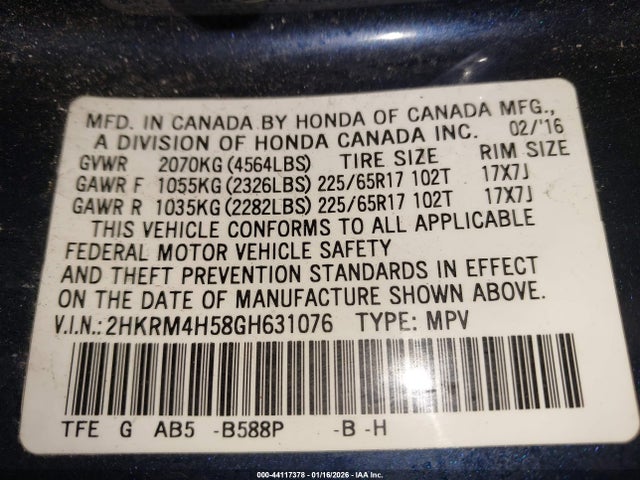 MFD. IN CANADA BY HONDA OF CANADA MFG.,
A DIVISION OF HONDA CANADA INC. 02/'16
GVWR 2070KG (4564LBS) TIRE SIZE RIM SIZE
GAWR F 1055KG (2326LBS) 225/65R17 102T 17X7J
GAWR R 1035KG (2282LBS) 225/65R17 102T 17X7J
THIS VEHICLE CONFORMS TO ALL APPLICABLE
FEDERAL MOTOR VEHICLE SAFETY
AND THEFT PREVENTION STANDARDS IN EFFECT
ON THE DATE OF MANUFACTURE SHOWN ABOVE.
V.I.N.: 2HKRM4H58GH631076 TYPE: MPV
TFE G AB5 -B588P -B -H
000-44117378 - 01/16/2026 - IAA Inc.